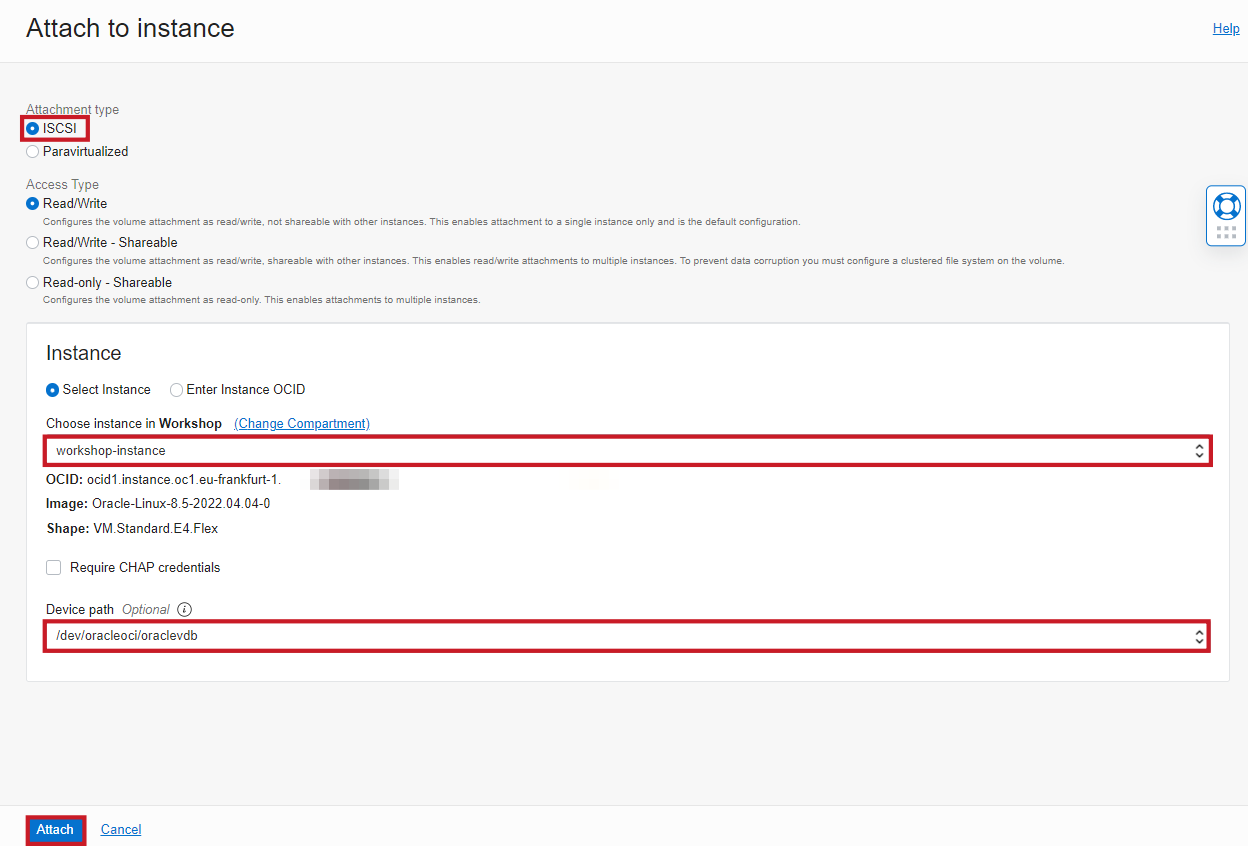 Attach to instance
Help
Attachment type
ISCSI
Paravirtualized
Access Type
Read/Write
Configures the volume attachment as read/write, not shareable with other instances. This enables attachment to a single instance only and is the default configuration.
Read/Write - Shareable
Configures the volume attachment as read/write, shareable with other instances. This enables read/write attachments to multiple instances. To prevent data corruption you must configure a clustered file system on the volume.
Read-only - Shareable
Configures the volume attachment as read-only. This enables attachments to multiple instances.
Instance
Select Instance Enter Instance OCID
Choose instance in Workshop (Change Compartment)
workshop-instance
OCID: ocid1.instance.oc1.eu-frankfurt-1.
Image: Oracle-Linux-8.5-2022.04.04-0
Shape: VM.Standard.E4.Flex
Require CHAP credentials
Device path Optional
/dev/oracleoci/oraclevdb
Attach Cancel